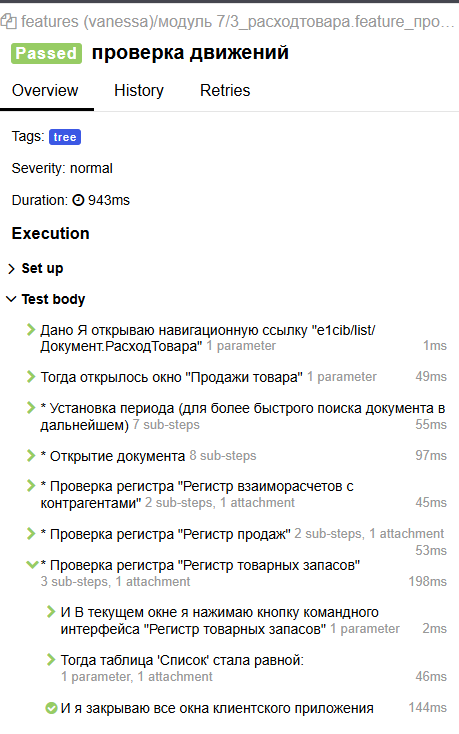 features (vanessa)/модуль 7/3_расходтовара.feature_про...
Passed проверка движений
Overview History Retries
Tags: tree
Severity: normal
Duration: 943ms
Execution
Set up
Test body
Дано Я открываю навигационную ссылку "e1cib/list/
Документ.РасходТовара" 1 parameter 1ms
Тогда открылось окно "Продажи товара" 1 parameter 49ms
* Установка периода (для более быстрого поиска документа в
дальнейшем) 7 sub-steps 55ms
* Открытие документа 8 sub-steps 97ms
* Проверка регистра "Регистр взаиморасчетов с
контрагентами" 2 sub-steps, 1 attachment 45ms
* Проверка регистра "Регистр продаж" 2 sub-steps, 1 attachment
53ms
* Проверка регистра "Регистр товарных запасов"
3 sub-steps, 1 attachment 198ms
И В текущем окне я нажимаю кнопку командного
интерфейса "Регистр товарных запасов" 1 parameter 2ms
Тогда таблица 'Список' стала равной:
1 parameter, 1 attachment 46ms
И я закрываю все окна клиентского приложения 144ms